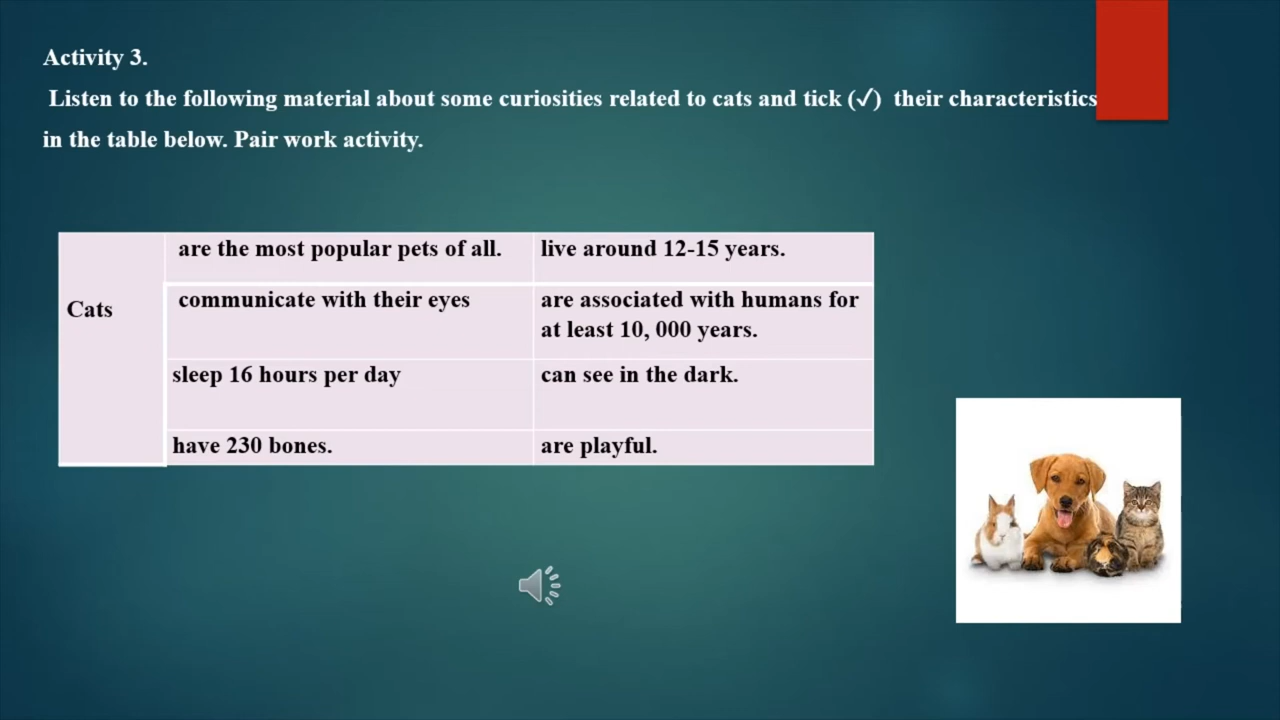 Activity 3.
Listen to the following material about some curiosities related to cats and tick (✓) their characteristics
in the table below. Pair work activity.
are the most popular pets of all.
live around 12-15 years.
Cats
communicate with their eyes
are associated with humans for
at least 10, 000 years.
sleep 16 hours per day
can see in the dark.
have 230 bones.
are playful.